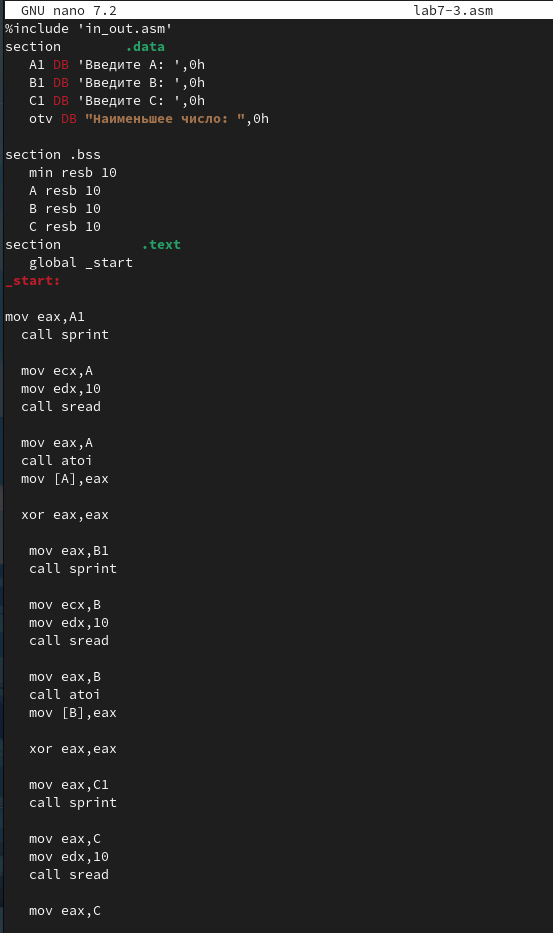 GNU nano 7.2 lab7-3.asm
%include 'in_out.asm'
section .data
A1 DB 'Введите A: ',0h
B1 DB 'Введите B: ',0h
C1 DB 'Введите C: ',0h
otv DB "Наименьшее число: ",0h
section .bss
min resb 10
A resb 10
B resb 10
C resb 10
section .text
global _start
_start:
mov eax,A1
call sprint
mov ecx,A
mov edx,10
call sread
mov eax,A
call atoi
mov [A],eax
xor eax,eax
mov eax,B1
call sprint
mov ecx,B
mov edx,10
call sread
mov eax,B
call atoi
mov [B],eax
xor eax,eax
mov eax,C1
call sprint
mov eax,C
mov edx,10
call sread
mov eax,C